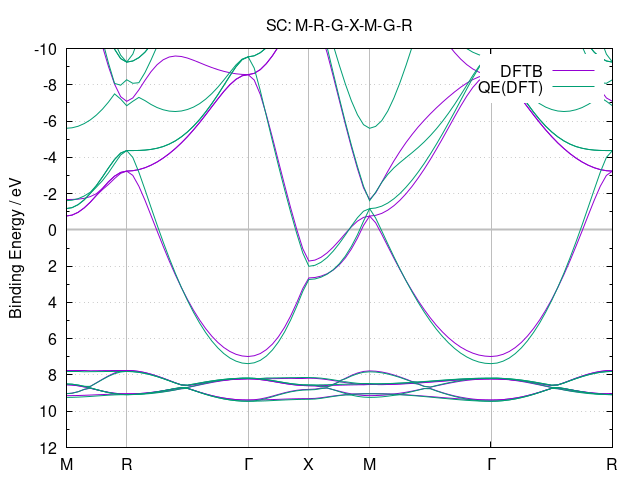 SC: M-R-G-X-M-G-R
-10
-8
-6
-4
-2
0
2
4
6
8
10
12
Binding Energy / eV
DFTB
QE(DFT)
M R Γ X M Γ R